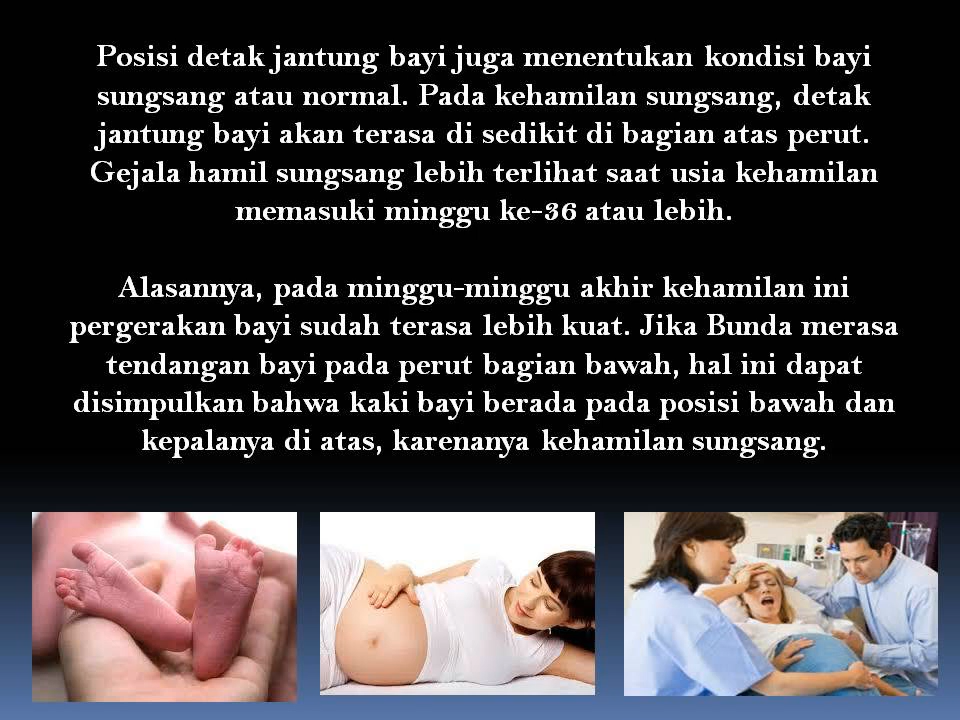 Posisi detak jantung bayi juga menentukan kondisi bayi
sungsang atau normal. Pada kehamilan sungsang, detak
jantung bayi akan terasa di sedikit di bagian atas perut.
Gejala hamil sungsang lebih terlihat saat usia kehamilan
memasuki minggu ke-36 atau lebih.
Alasannya, pada minggu-minggu akhir kehamilan ini
pergerakan bayi sudah terasa lebih kuat. Jika Bunda merasa
tendangan bayi pada perut bagian bawah, hal ini dapat
disimpulkan bahwa kaki bayi berada pada posisi bawah dan
kepalanya di atas, karenanya kehamilan sungsang.